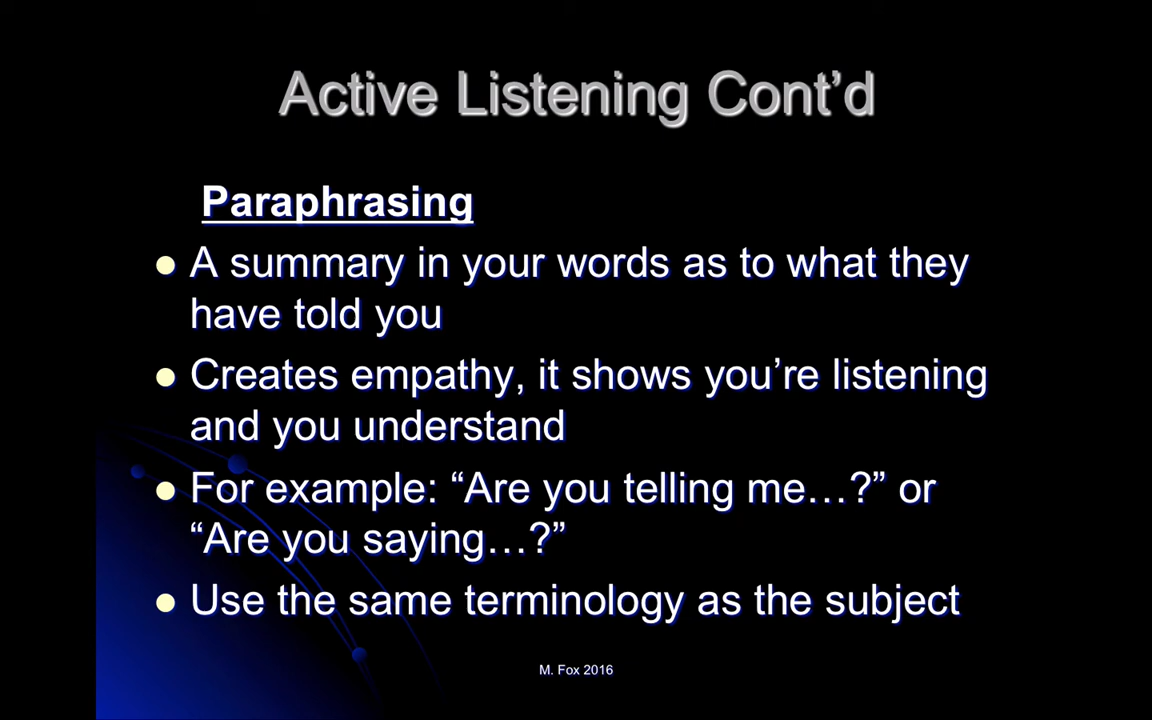 Active Listening Cont’d
Paraphrasing
A summary in your words as to what they
have told you
Creates empathy, it shows you’re listening
and you understand
For example: “Are you telling me…?” or
“Are you saying…?”
Use the same terminology as the subject
M. Fox 2016